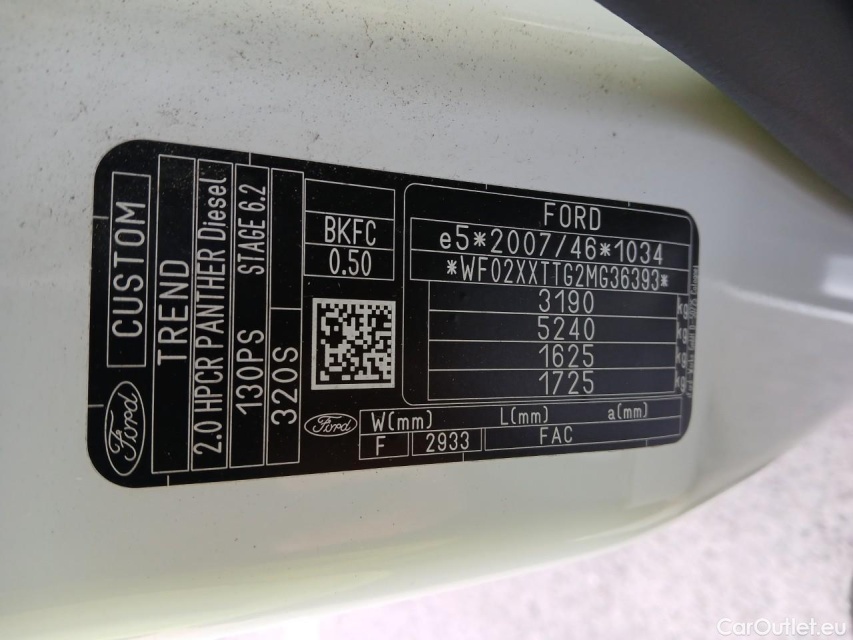 Ford
CUSTOM
TREND
2.0 HPCR PANTHER Diesel
130PS STAGE 6.2
320S
BKFC
0.50
FORD
e5*2007/46*1034
*WF02XXTTG2MG36393*
3190 kg
5240 kg
1625 kg
1725 kg
Ford
W(mm) L(mm) a(mm)
F 2933 FAC
CarOutlet.eu